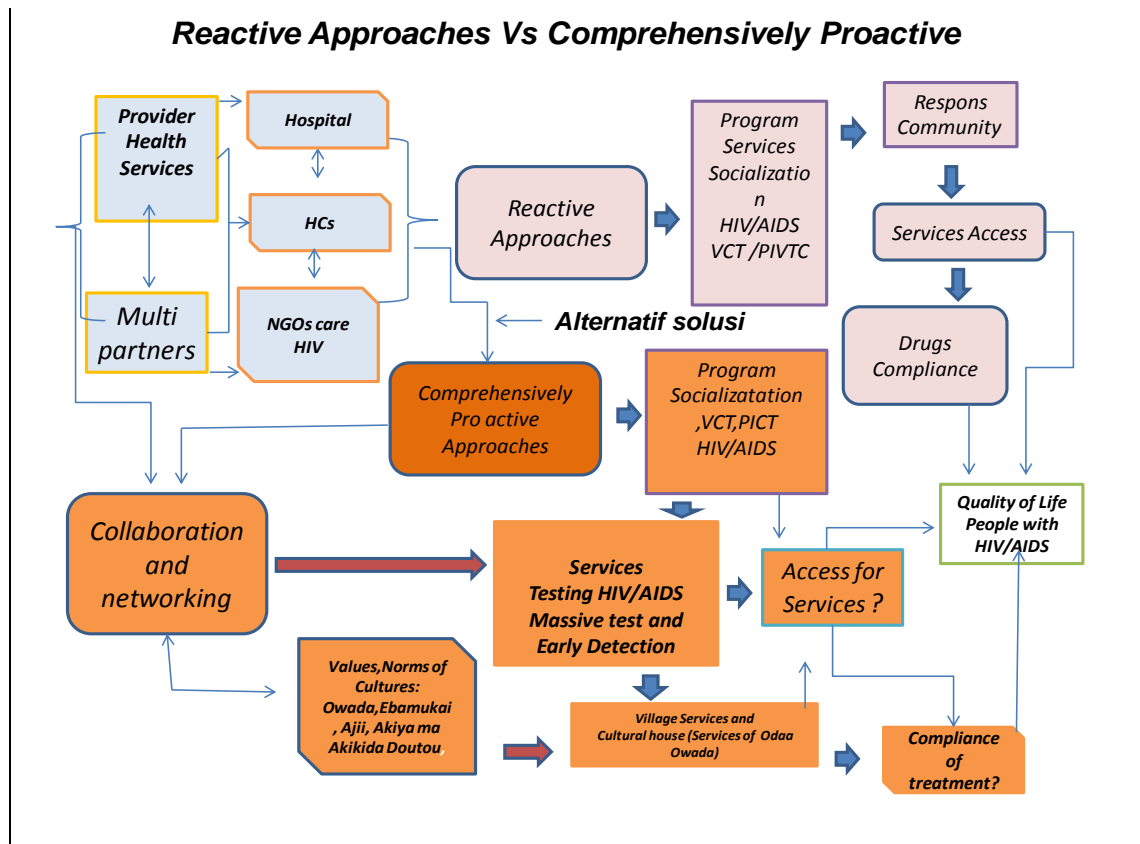 Reactive Approaches Vs Comprehensively Proactive
Provider
Health
Services
Hospital
HCs
NGOs care
HIV
Multi
partners
Reactive
Approaches
Program
Services
Socializatio
n
HIV/AIDS
VCT /PIVTC
Respons
Community
Services Access
Drugs
Compliance
Alternatif solusi
Comprehensively
Pro active
Approaches
Program
Socializatation
,VCT,PICT
HIV/AIDS
Quality of Life
People with
HIV/AIDS
Collaboration
and
networking
Services
Testing HIV/AIDS
Massive test and
Early Detection
Access for
Services ?
Values,Norms of
Cultures:
Owada,Ebamukai
, Ajii, Akiya ma
Akikida Doutou,
Village Services and
Cultural house (Services of Odaa
Owada)
Compliance
of
treatment?